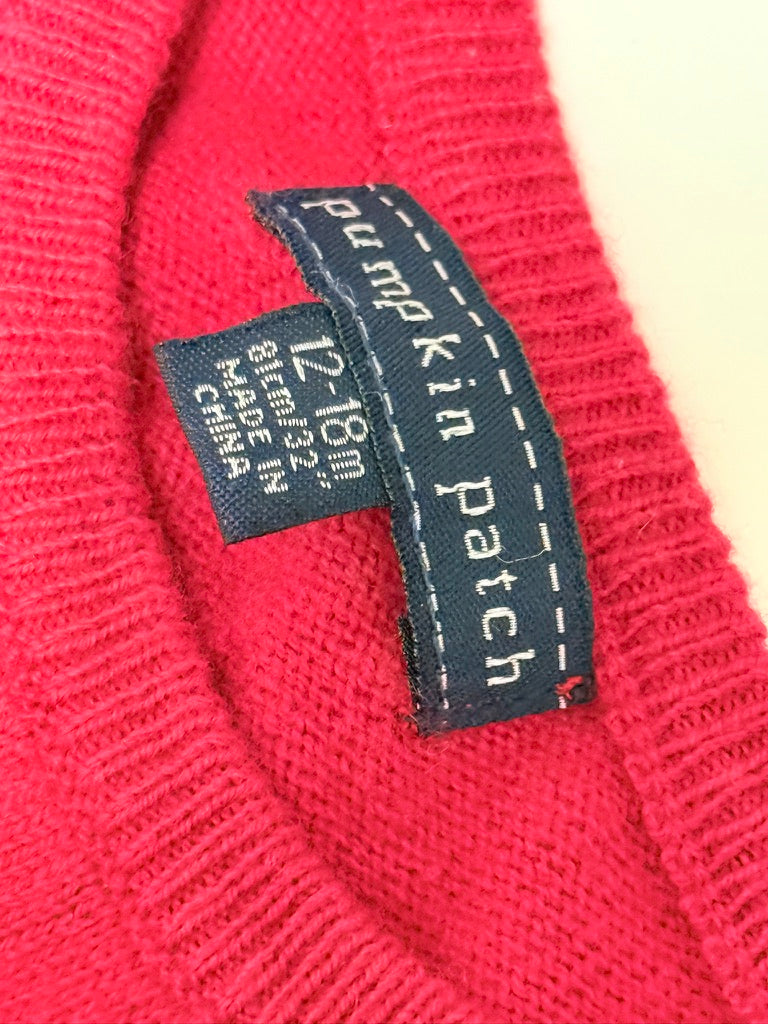 pumpkin patch
12-18m
81cm/32"
MADE IN
CHINA